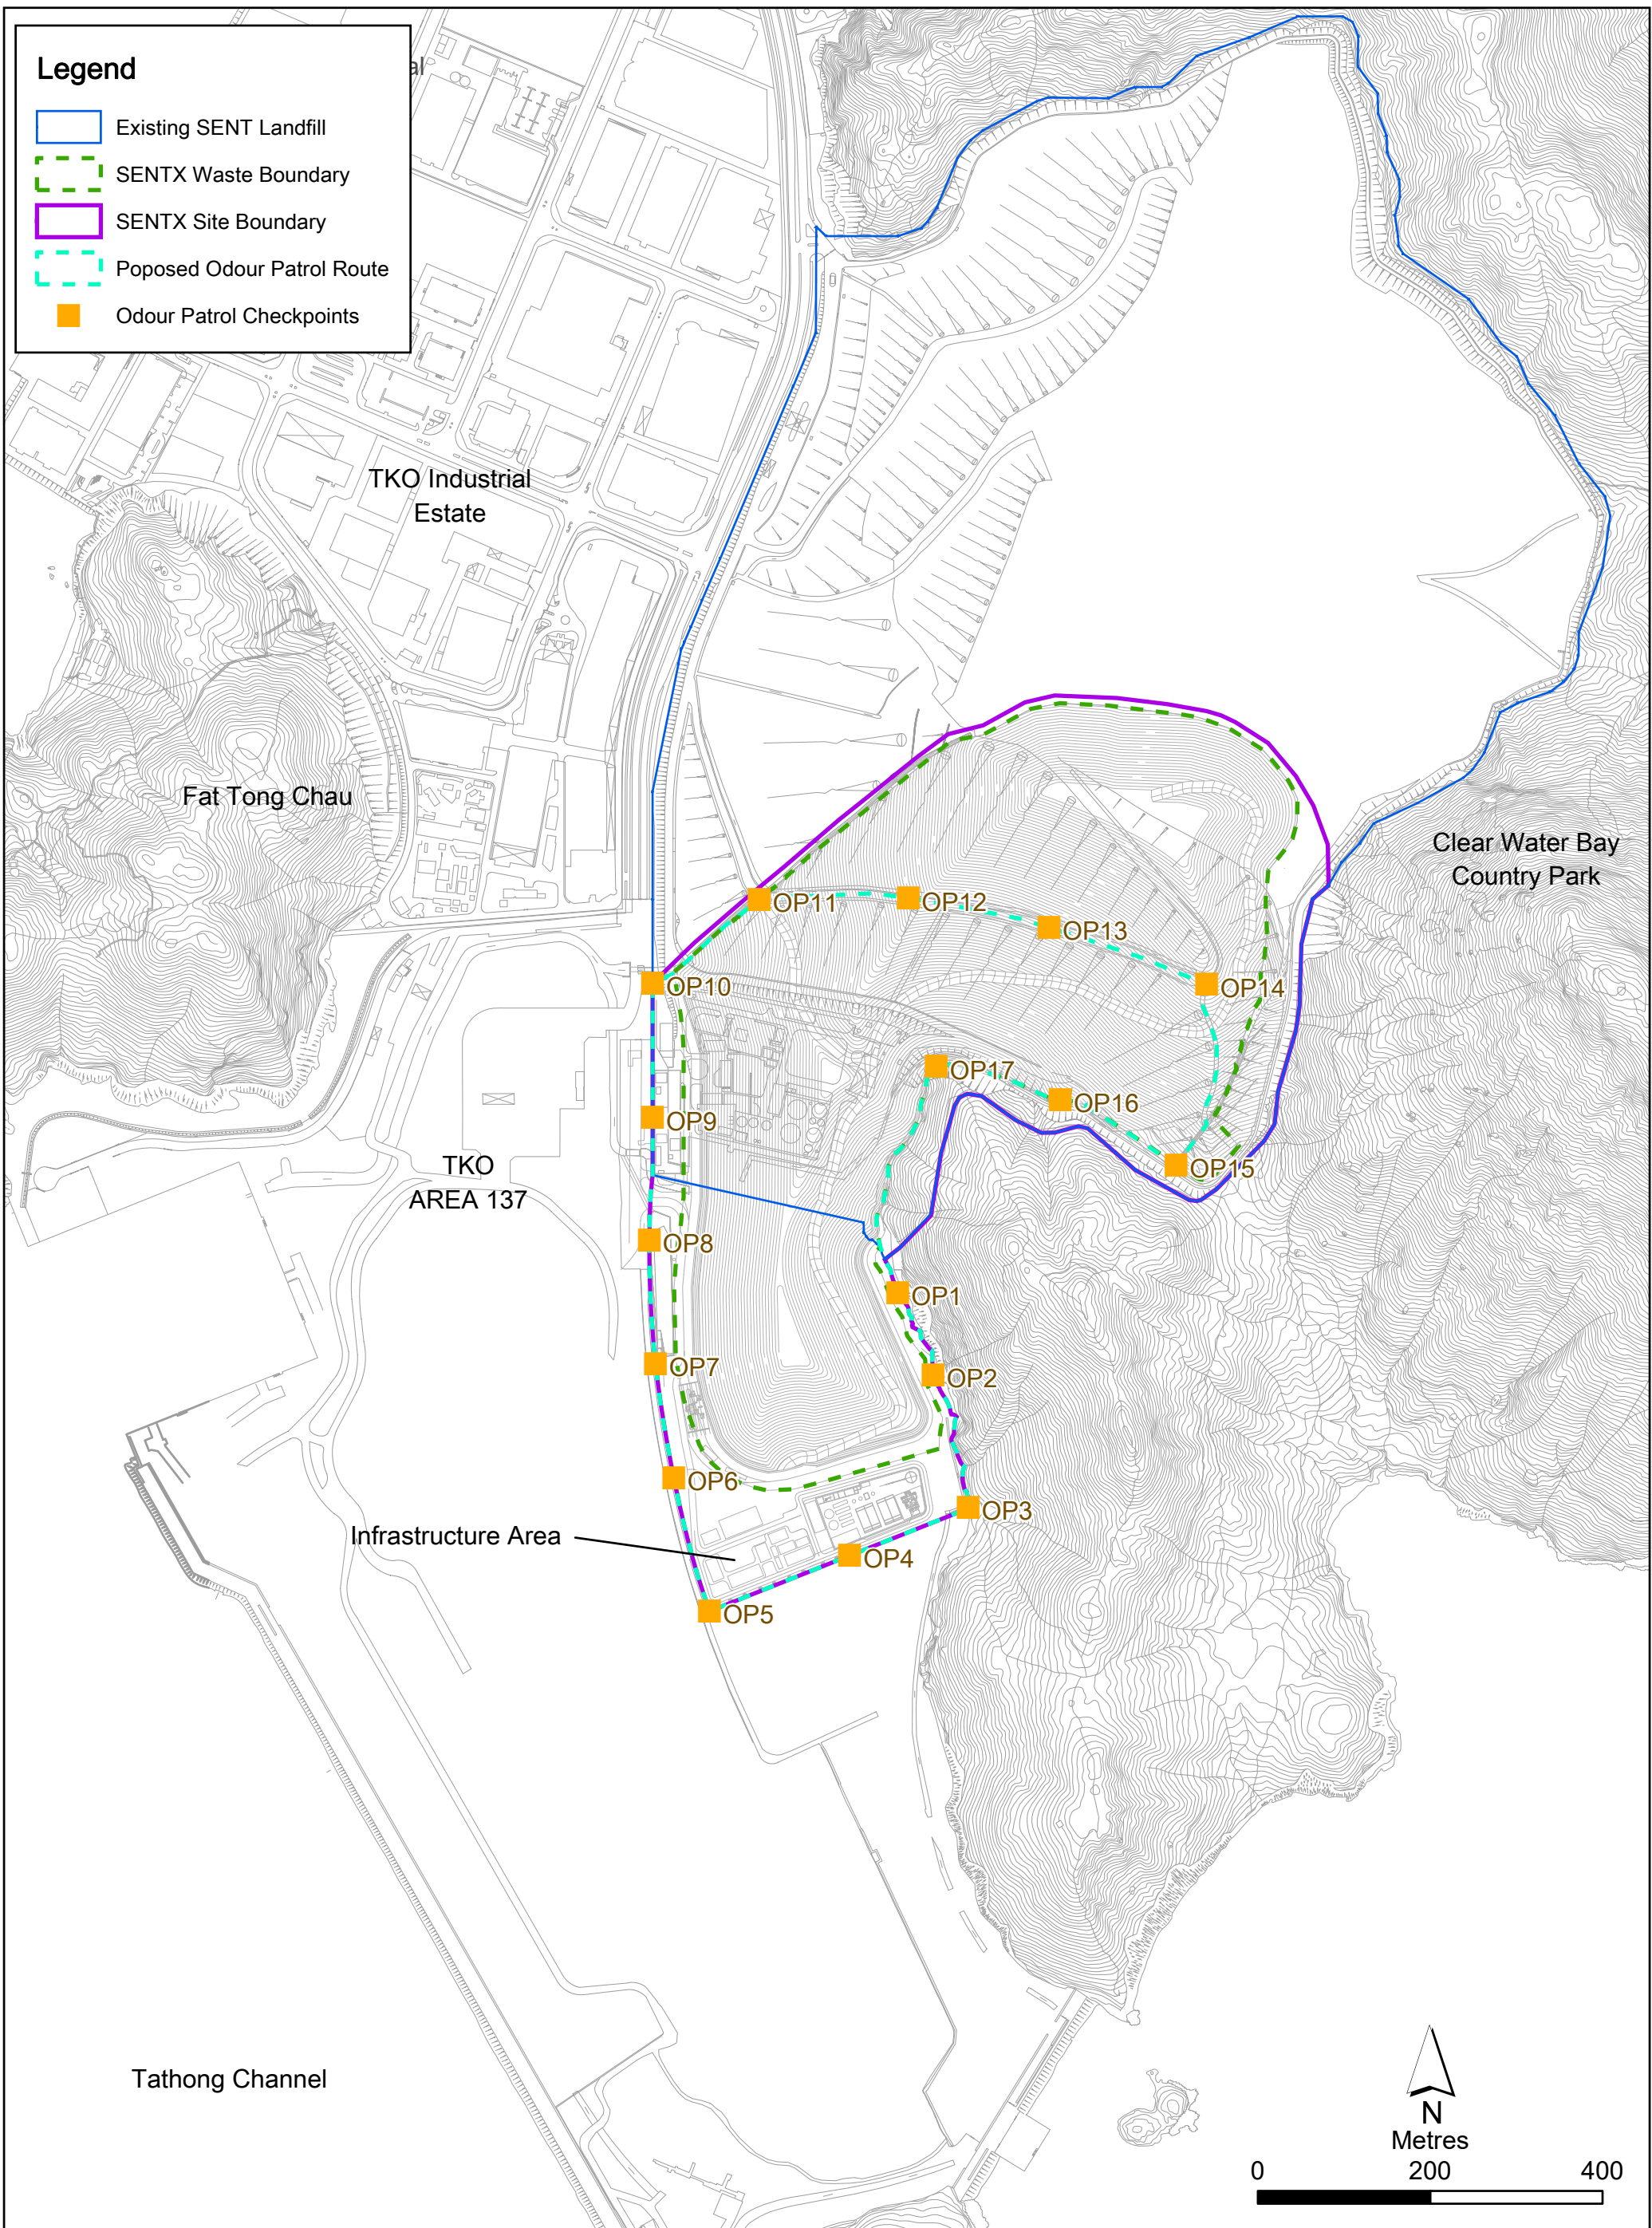 Legend
al
Existing SENT Landfill
SENTX Waste Boundary
SENTX Site Boundary
Poposed Odour Patrol Route
Odour Patrol Checkpoints
TKO Industrial
Estate
Fat Tong Chau
Clear Water Bay
Country Park
OP11
OP12
OP13
OP10
OP14
OP17
OP16
OP9
OP15
TKO
AREA 137
OP8
OP1
OP7
OP2
OP6
OP3
Infrastructure Area
OP4
OP5
Tathong Channel
N
Metres
0 200 400